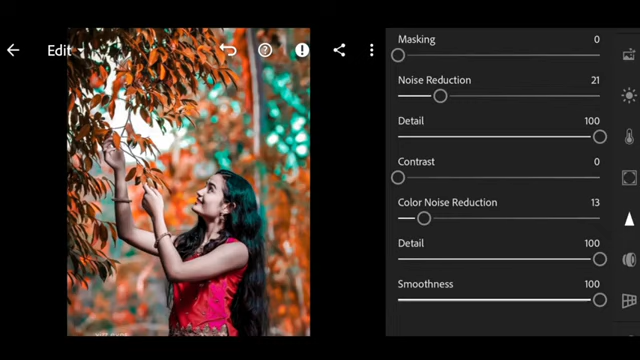 Edit
Masking 0
Noise Reduction 21
Detail 100
Contrast 0
Color Noise Reduction 13
Detail 100
Smoothness 100